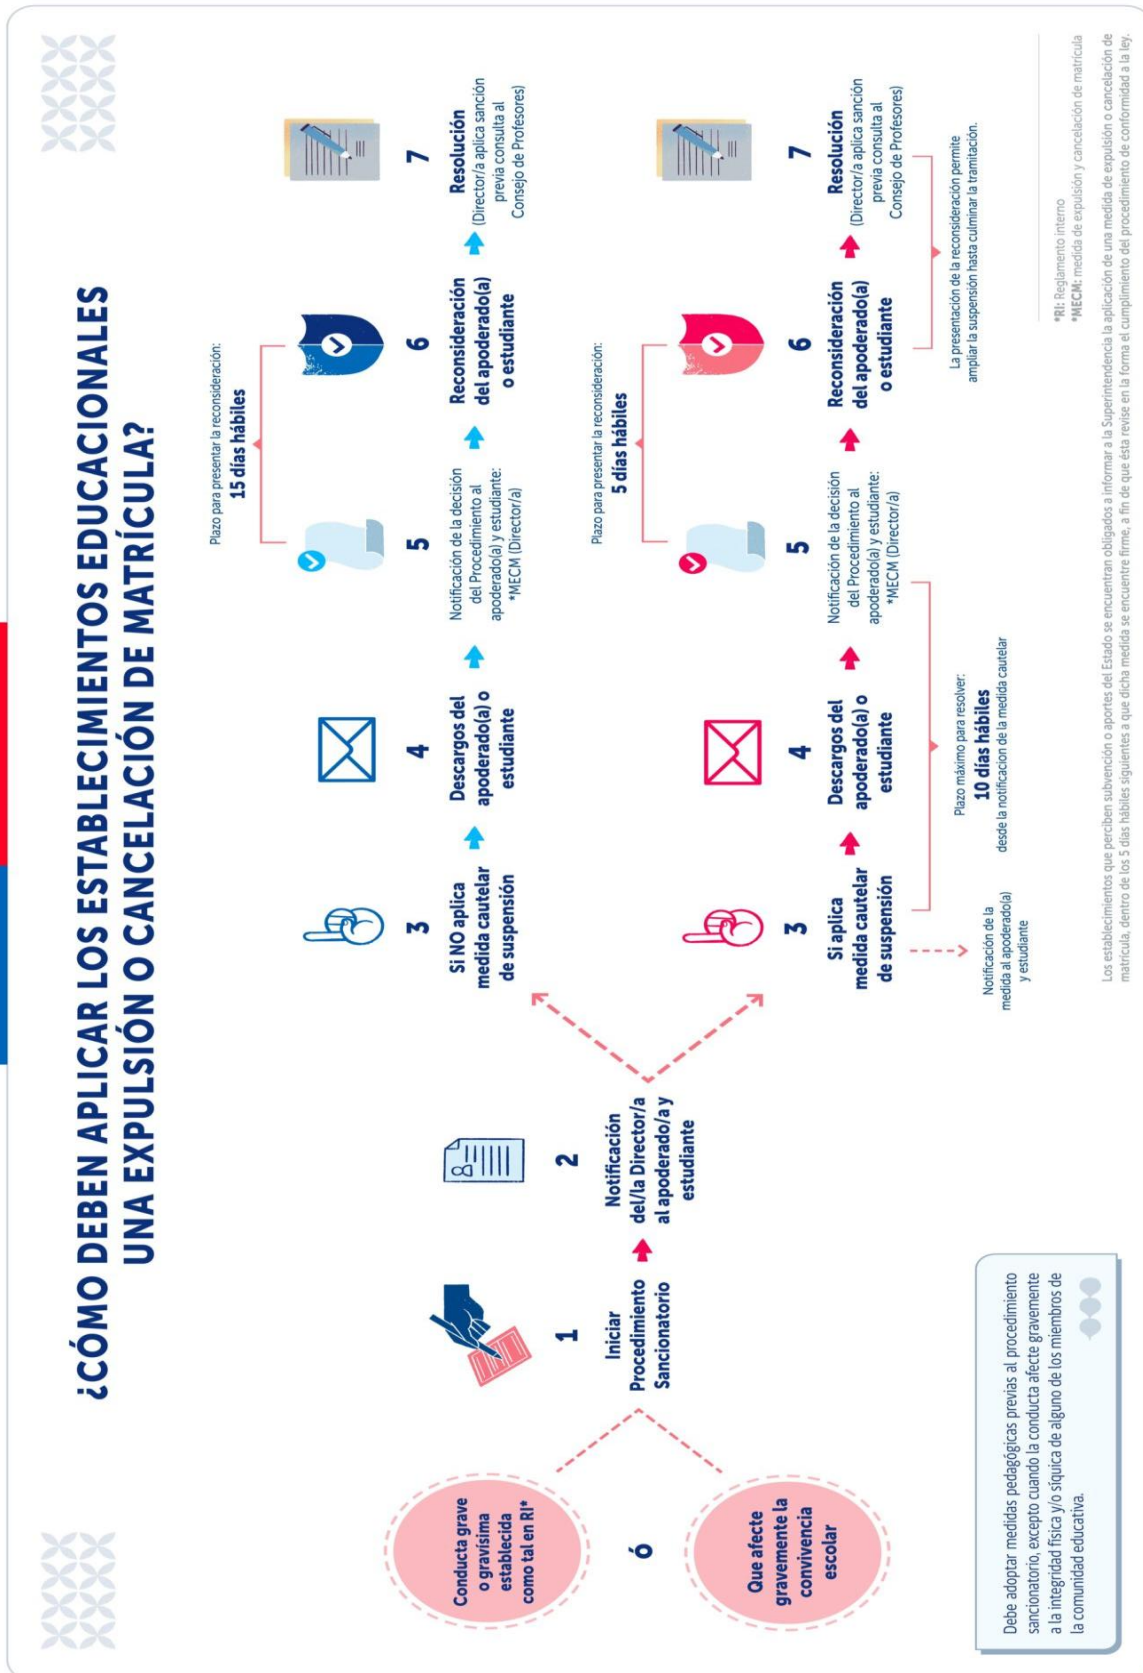 ¿CÓMO DEBEN APLICAR LOS ESTABLECIMIENTOS EDUCACIONALES
UNA EXPULSIÓN O CANCELACIÓN DE MATRÍCULA?
Conducta grave
o gravísima
establecida
como tal en RI*
ó
Que afecte
gravemente la
convivencia
escolar
1
Iniciar
Procedimiento
Sancionatorio
2
Notificación
del/la Director/a
al apoderado/a y
estudiante
3
Si NO aplica
medida cautelar
de suspensión
4
Descargos del
apoderado(a) o
estudiante
Plazo para presentar la reconsideración:
15 días hábiles
5
Notificación de la decisión
del Procedimiento al
apoderado(a) y estudiante:
*MECM (Director/a)
6
Reconsideración
del apoderado(a)
o estudiante
7
Resolución
(Director/a aplica sanción
previa consulta al
Consejo de Profesores)
3
Si aplica
medida cautelar
de suspensión
Notificación de la
medida al apoderado(a)
y estudiante
4
Descargos del
apoderado(a) o
estudiante
Plazo máximo para resolver:
10 días hábiles
desde la notificacion de la medida cautelar
Plazo para presentar la reconsideración:
5 días hábiles
5
Notificación de la decisión
del Procedimiento al
apoderado(a) y estudiante:
*MECM (Director/a)
6
Reconsideración
del apoderado(a)
o estudiante
7
Resolución
(Director/a aplica sanción
previa consulta al
Consejo de Profesores)
La presentación de la reconsideración permite
ampliar la suspensión hasta culminar la tramitación.
Debe adoptar medidas pedagógicas previas al procedimiento
sancionatorio, excepto cuando la conducta afecte gravemente
a la integridad física y/o síquica de alguno de los miembros de
la comunidad educativa.
*RI: Reglamento interno
*MECM: medida de expulsión y cancelación de matrícula
Los establecimientos que perciben subvención o aportes del Estado se encuentran obligados a informar a la Superintendencia la aplicación de una medida de expulsión o cancelación de
matrícula, dentro de los 5 días hábiles siguientes a que dicha medida se encuentre firme, a fin de que ésta revise en la forma el cumplimiento del procedimiento de conformidad a la ley.